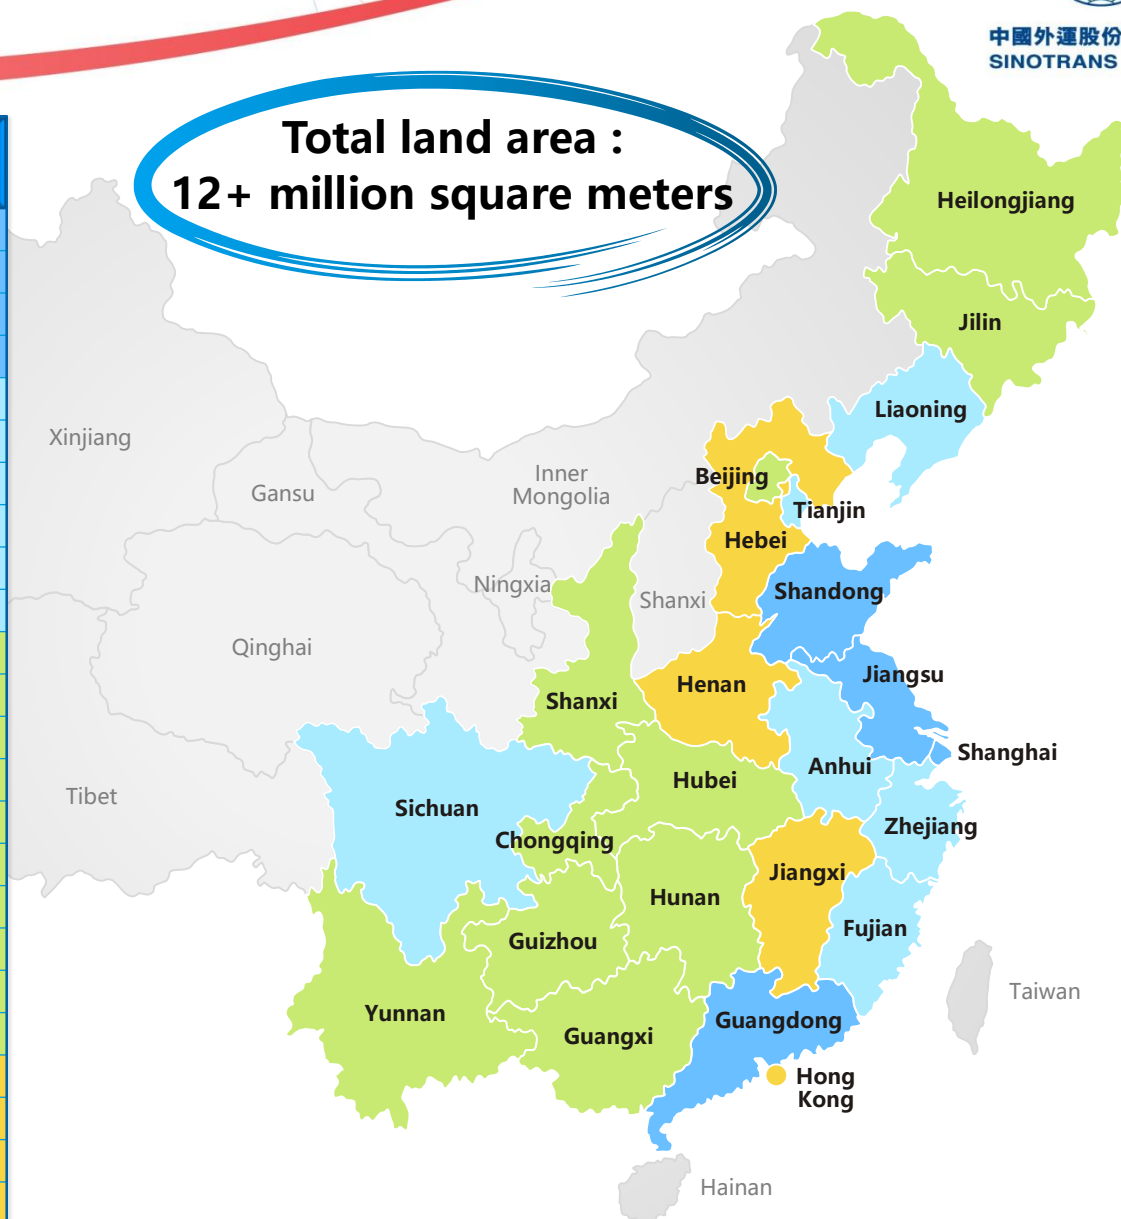 中國外運股份
SINOTRANS
Total land area :
12+ million square meters
Heilongjiang
Jilin
Liaoning
Xinjiang
Gansu
Inner
Mongolia
Beijing
Tianjin
Hebei
Ningxia
Shanxi
Shandong
Qinghai
Henan
Jiangsu
Shanxi
Shanghai
Anhui
Hubei
Tibet
Sichuan
Zhejiang
Chongqing
Jiangxi
Hunan
Fujian
Guizhou
Taiwan
Yunnan
Guangdong
Guangxi
Hong
Kong
Hainan